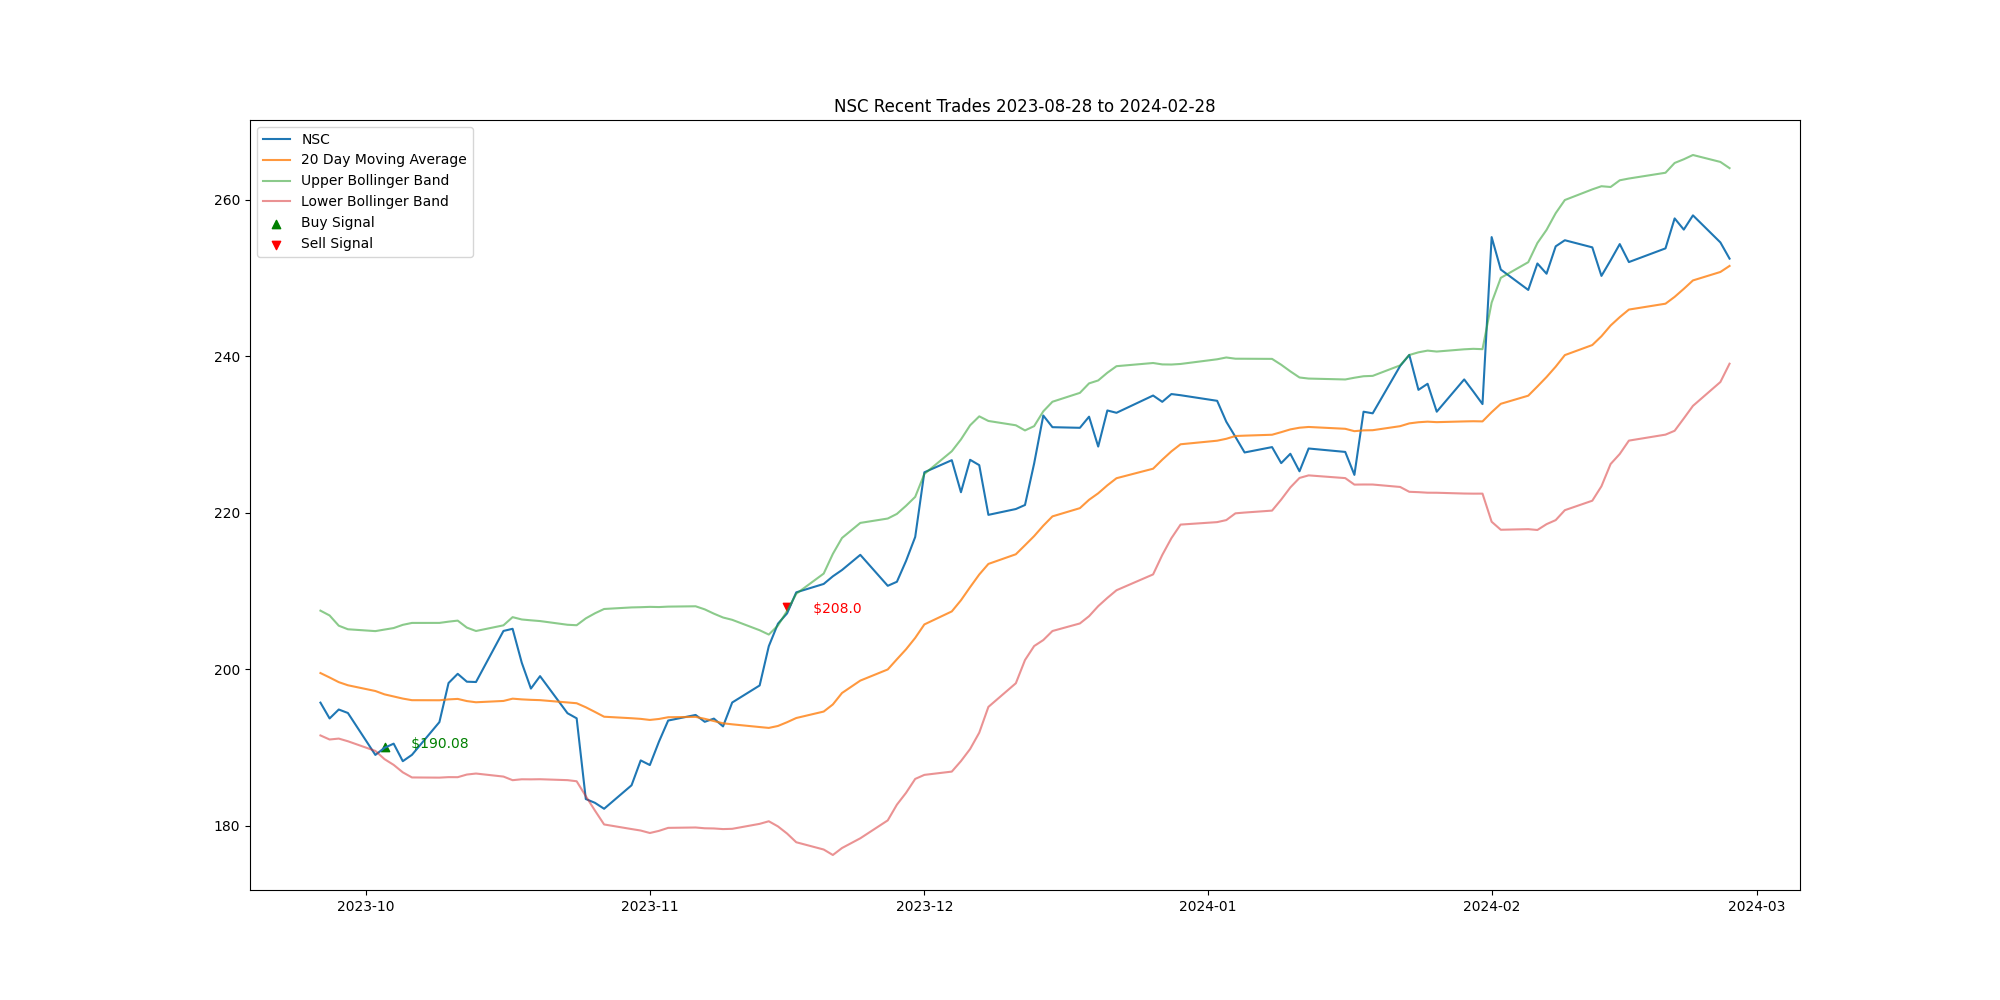 NSC Recent Trades 2023-08-28 to 2024-02-28
NSC
20 Day Moving Average
Upper Bollinger Band
Lower Bollinger Band
Buy Signal
Sell Signal
260
240
220
200
180
$208.0
$190.08
2023-10
2023-11
2023-12
2024-01
2024-02
2024-03